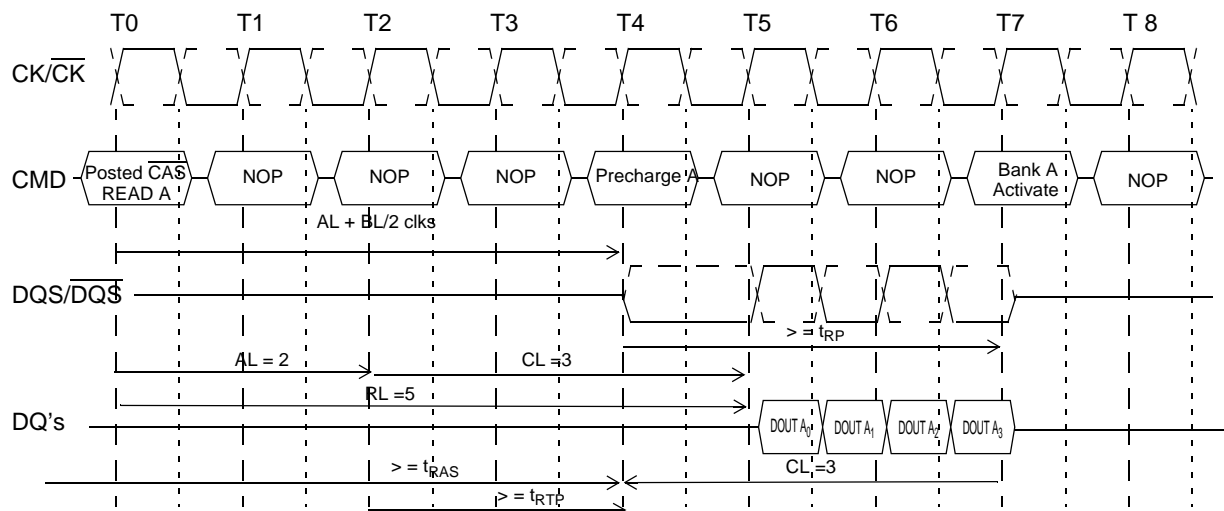 T0 T1 T2 T3 T4 T5 T6 T7 T 8
CK/CK
CMD
Posted CAS
READ A
NOP
NOP
NOP
Precharge A
NOP
NOP
Bank A
Activate
NOP
AL + BL/2 clks
DQS/DQS
> = tRP
AL = 2
CL =3
RL =5
DQ's
DOUT A0
DOUT A1
DOUT A2
DOUT A3
> = tRAS
CL =3
> = tRTP